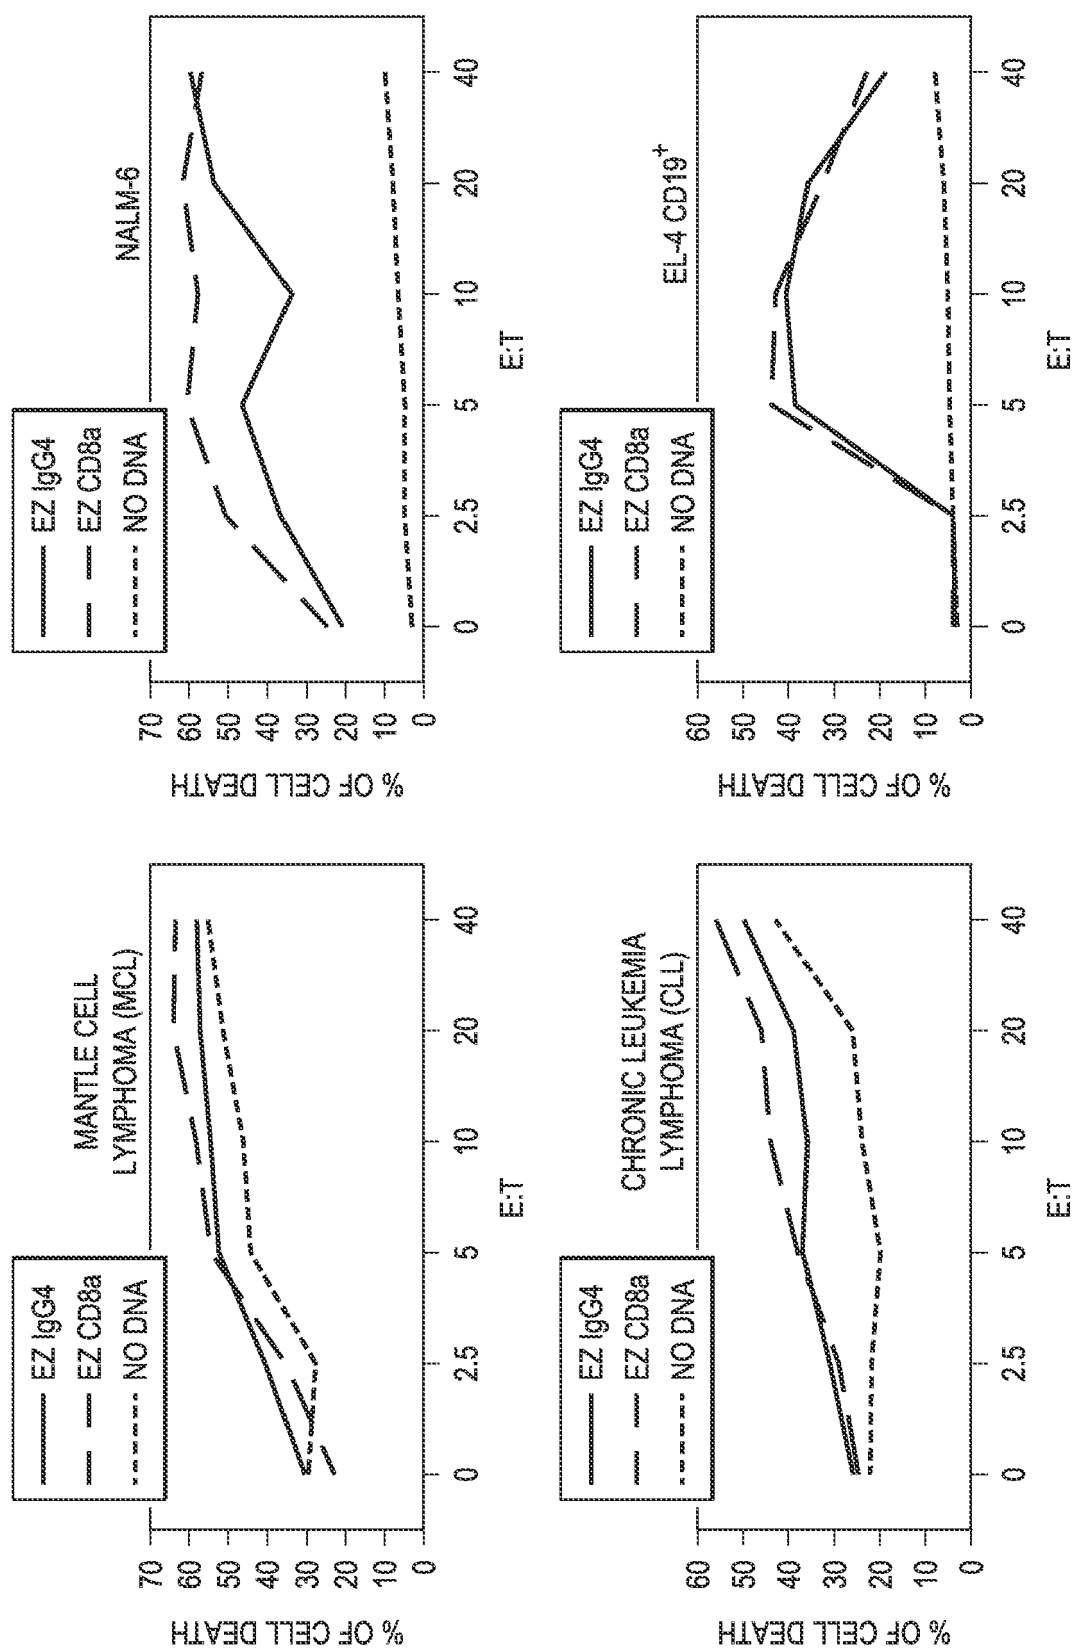 MANTLE CELL
LYMPHOMA (MCL)
EZ IgG4
EZ CD8a
NO DNA
% OF CELL DEATH
70
60
50
40
30
20
10
0
0
2.5
5
10
20
40
E:T
NALM-6
EZ IgG4
EZ CD8a
NO DNA
% OF CELL DEATH
70
60
50
40
30
20
10
0
0
2.5
5
10
20
40
E:T
CHRONIC LEUKEMIA
LYMPHOMA (CLL)
EZ IgG4
EZ CD8a
NO DNA
% OF CELL DEATH
60
50
40
30
20
10
0
0
2.5
5
10
20
40
E:T
EL-4 CD19+
EZ IgG4
EZ CD8a
NO DNA
% OF CELL DEATH
60
50
40
30
20
10
0
0
2.5
5
10
20
40
E:T